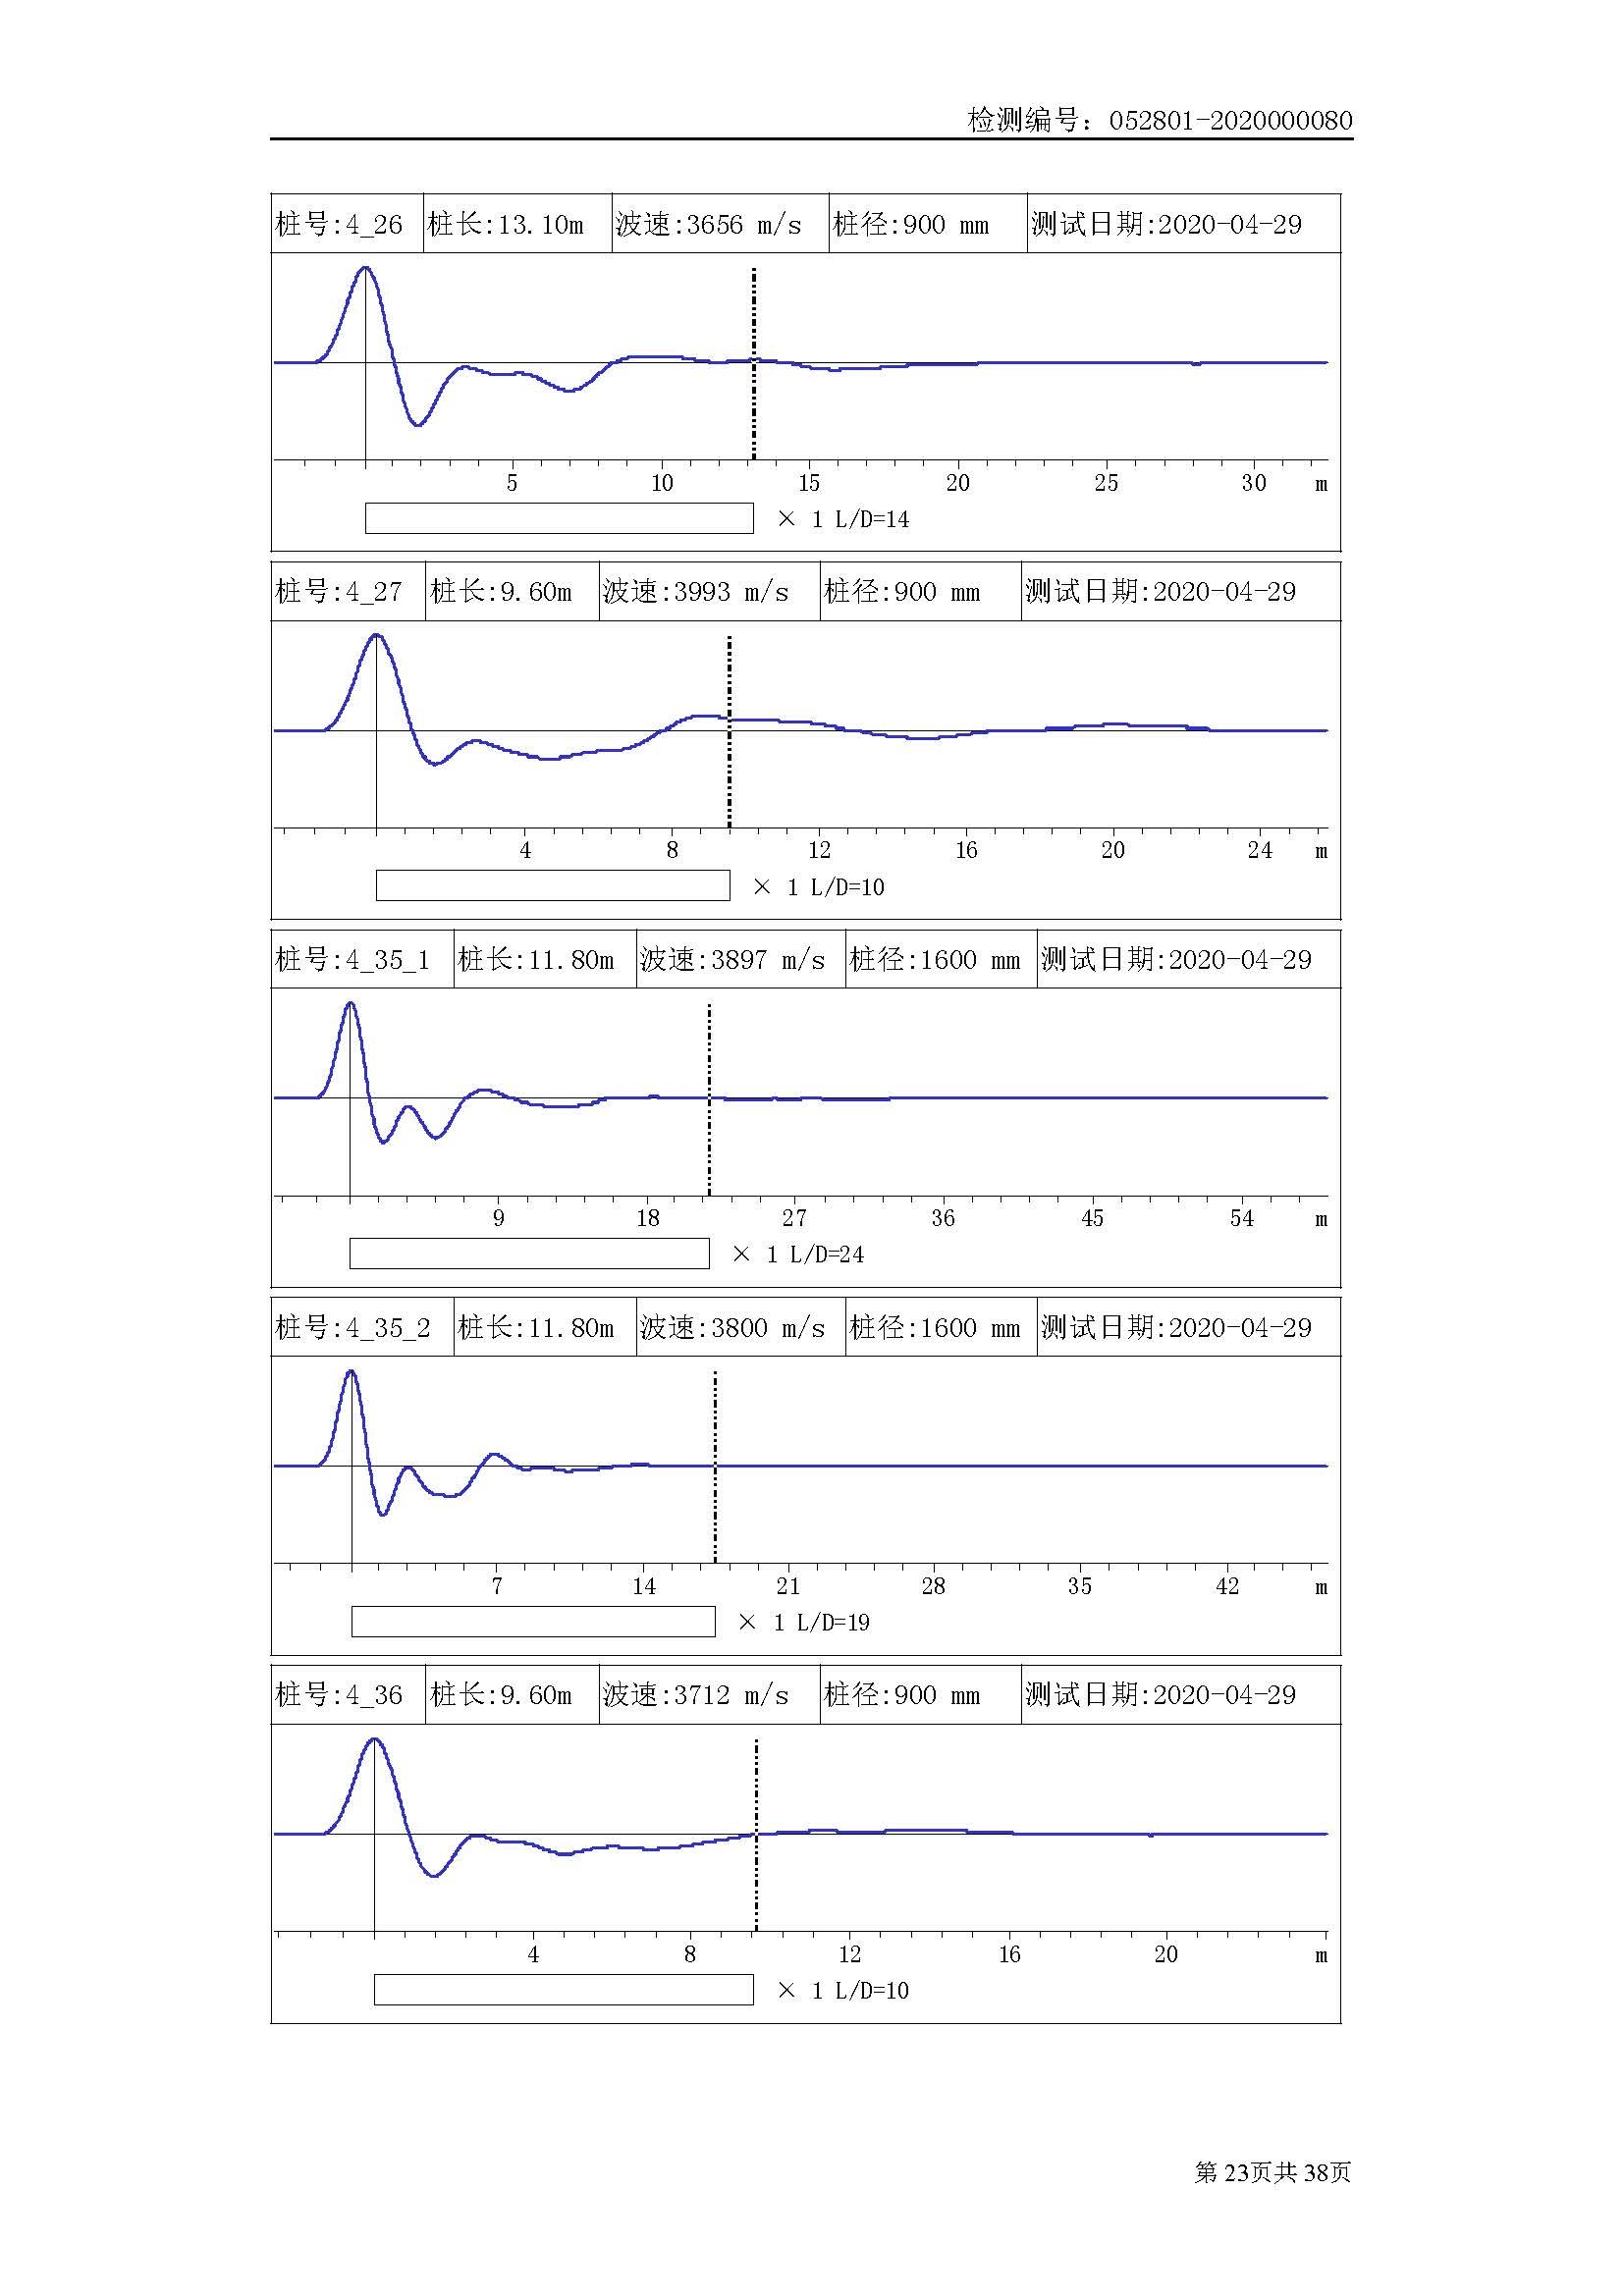 检测编号：052801-2020000080
桩号:4_26 桩长:13.10m 波速:3656 m/s 桩径:900 mm 测试日期:2020-04-29
5 10 15 20 25 30 m
× 1 L/D=14
桩号:4_27 桩长:9.60m 波速:3993 m/s 桩径:900 mm 测试日期:2020-04-29
4 8 12 16 20 24 m
× 1 L/D=10
桩号:4_35_1 桩长:11.80m 波速:3897 m/s 桩径:1600 mm 测试日期:2020-04-29
9 18 27 36 45 54 m
× 1 L/D=24
桩号:4_35_2 桩长:11.80m 波速:3800 m/s 桩径:1600 mm 测试日期:2020-04-29
7 14 21 28 35 42 m
× 1 L/D=19
桩号:4_36 桩长:9.60m 波速:3712 m/s 桩径:900 mm 测试日期:2020-04-29
4 8 12 16 20 m
× 1 L/D=10
第 23页共 38页